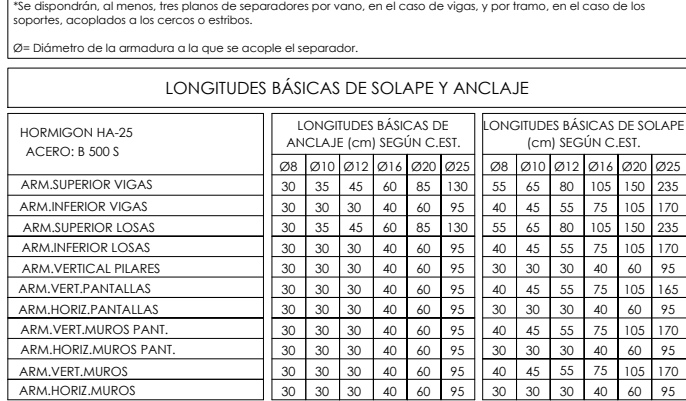 *Se dispondrán, al menos, tres planos de separadores por vano, en el caso de vigas, y por tramo, en el caso de los
soportes, acoplados a los cercos o estribos.
Ø= Diámetro de la armadura a la que se acople el separador.
LONGITUDES BÁSICAS DE SOLAPE Y ANCLAJE
HORMIGON HA-25
ACERO: B 500 S
LONGITUDES BÁSICAS DE
ANCLAJE (cm) SEGÚN C.EST.
LONGITUDES BÁSICAS DE SOLAPE
(cm) SEGÚN C.EST.
Ø8 Ø10 Ø12 Ø16 Ø20 Ø25 Ø8 Ø10 Ø12 Ø16 Ø20 Ø25
ARM.SUPERIOR VIGAS 30 35 45 60 85 130 55 65 80 105 150 235
ARM.INFERIOR VIGAS 30 30 30 40 60 95 40 45 55 75 105 170
ARM.SUPERIOR LOSAS 30 35 45 60 85 130 55 65 80 105 150 235
ARM.INFERIOR LOSAS 30 30 30 40 60 95 40 45 55 75 105 170
ARM.VERTICAL PILARES 30 30 30 40 60 95 30 30 30 40 60 95
ARM.VERT.PANTALLAS 30 30 30 40 60 95 40 45 55 75 105 165
ARM.HORIZ.PANTALLAS 30 30 30 40 60 95 30 30 30 40 60 95
ARM.VERT.MUROS PANT. 30 30 30 40 60 95 40 45 55 75 105 170
ARM.HORIZ.MUROS PANT. 30 30 30 40 60 95 30 30 30 40 60 95
ARM.VERT.MUROS 30 30 30 40 60 95 40 45 55 75 105 170
ARM.HORIZ.MUROS 30 30 30 40 60 95 30 30 30 40 60 95